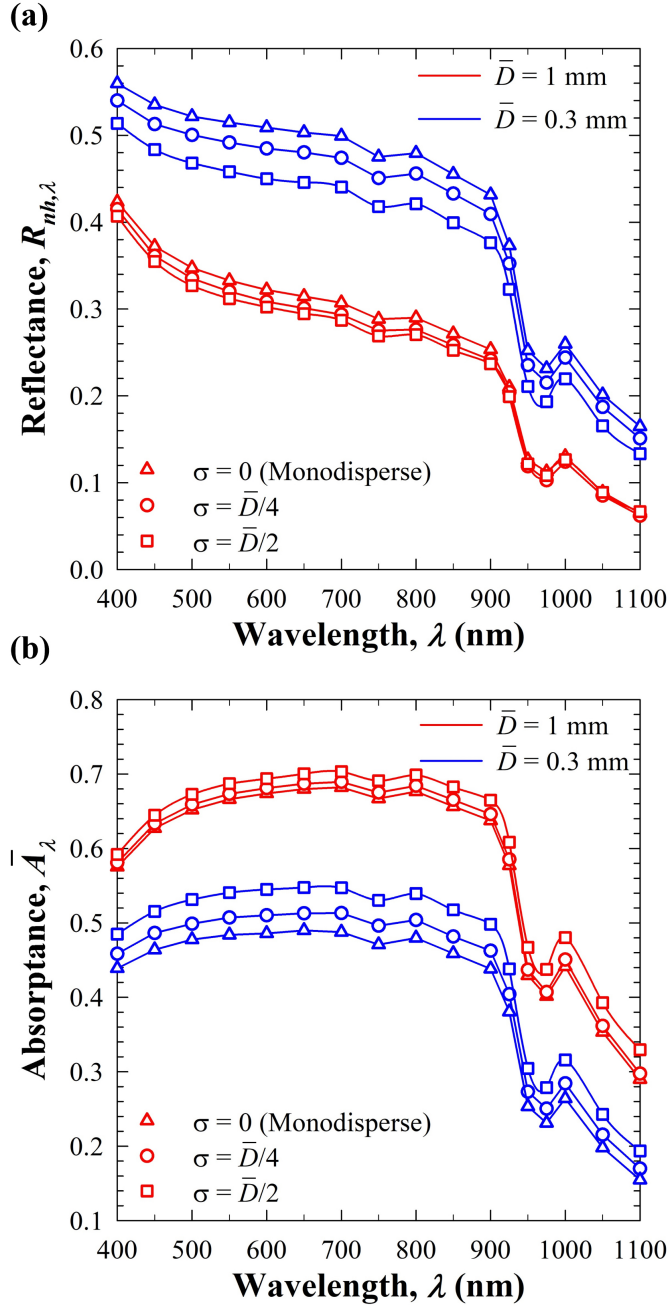 (a)
0.6
0.5
0.4
0.3
0.2
0.1
0.0
Reflectance, R_nh,λ
D̅ = 1 mm
D̅ = 0.3 mm
σ = 0 (Monodisperse)
σ = D̅/4
σ = D̅/2
400 500 600 700 800 900 1000 1100
Wavelength, λ (nm)
(b)
0.8
0.7
0.6
0.5
0.4
0.3
0.2
0.1
Absorptance, A̅_λ
D̅ = 1 mm
D̅ = 0.3 mm
σ = 0 (Monodisperse)
σ = D̅/4
σ = D̅/2
400 500 600 700 800 900 1000 1100
Wavelength, λ (nm)